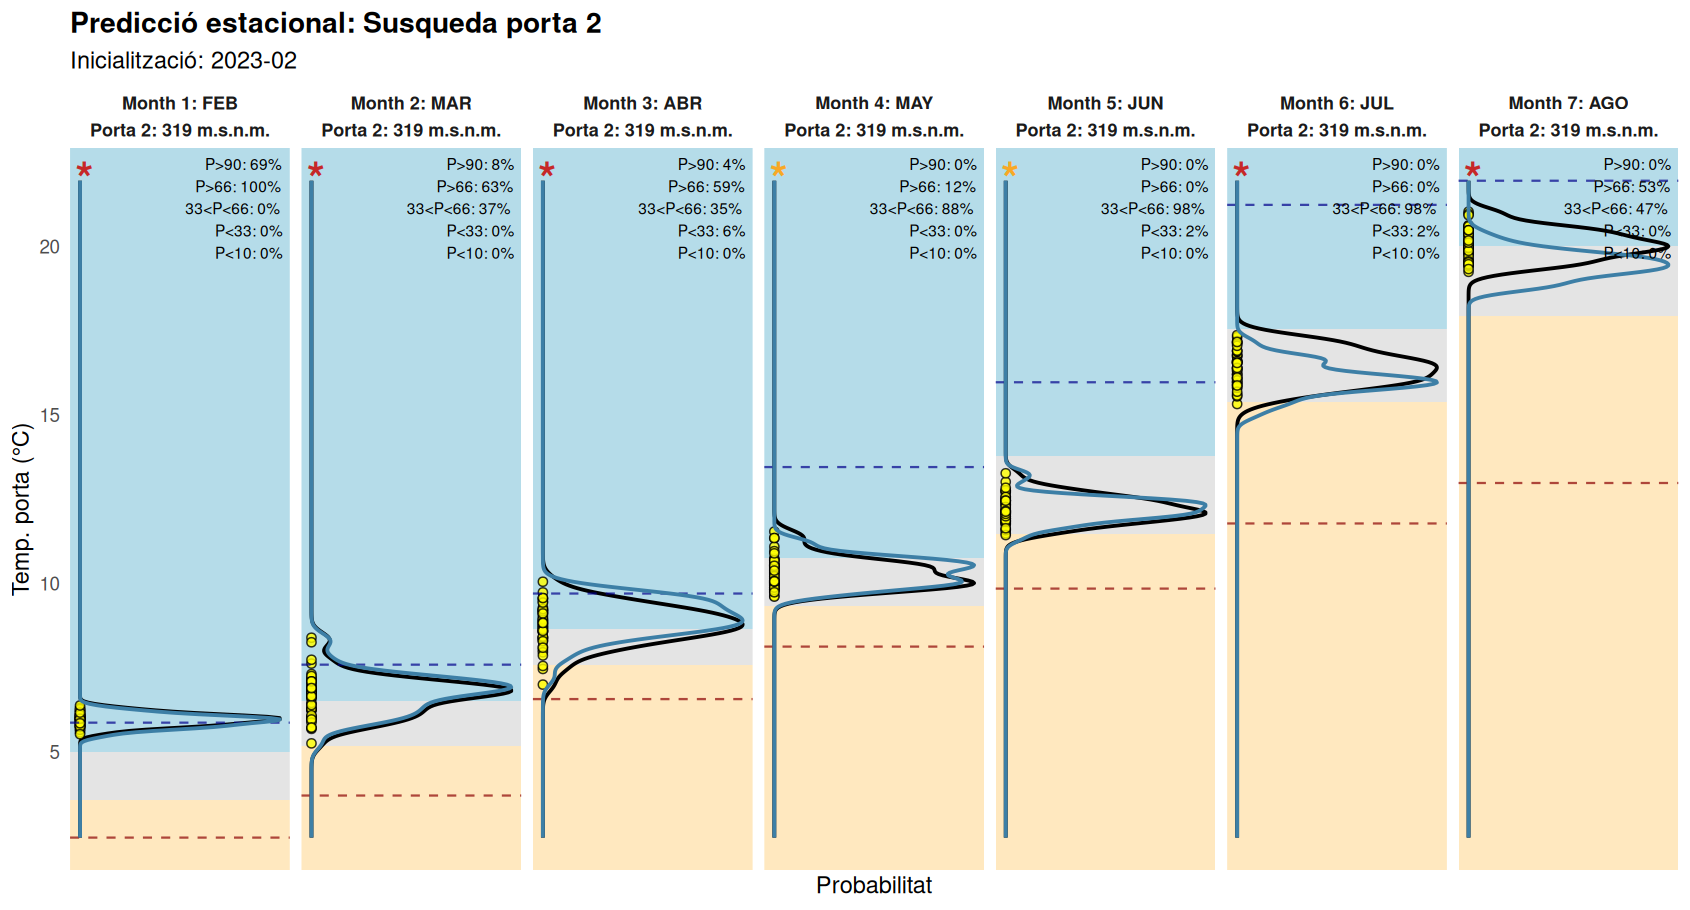 Predicció estacional: Susqueda porta 2
Inicialització: 2023-02
Month 1: FEB
Porta 2: 319 m.s.n.m.
Month 2: MAR
Porta 2: 319 m.s.n.m.
Month 3: ABR
Porta 2: 319 m.s.n.m.
Month 4: MAY
Porta 2: 319 m.s.n.m.
Month 5: JUN
Porta 2: 319 m.s.n.m.
Month 6: JUL
Porta 2: 319 m.s.n.m.
Month 7: AGO
Porta 2: 319 m.s.n.m.
*
P>90: 69%
P>66: 100%
33<P<66: 0%
P<33: 0%
P<10: 0%
*
P>90: 8%
P>66: 63%
33<P<66: 37%
P<33: 0%
P<10: 0%
*
P>90: 4%
P>66: 59%
33<P<66: 35%
P<33: 6%
P<10: 0%
*
P>90: 0%
P>66: 12%
33<P<66: 88%
P<33: 0%
P<10: 0%
*
P>90: 0%
P>66: 0%
33<P<66: 98%
P<33: 2%
P<10: 0%
*
P>90: 0%
P>66: 0%
33<P<66: 98%
P<33: 2%
P<10: 0%
*
P>90: 0%
P>66: 53%
33<P<66: 47%
P<33: 0%
P<10: 0%
20
15
10
5
Temp. porta (°C)
Probabilitat